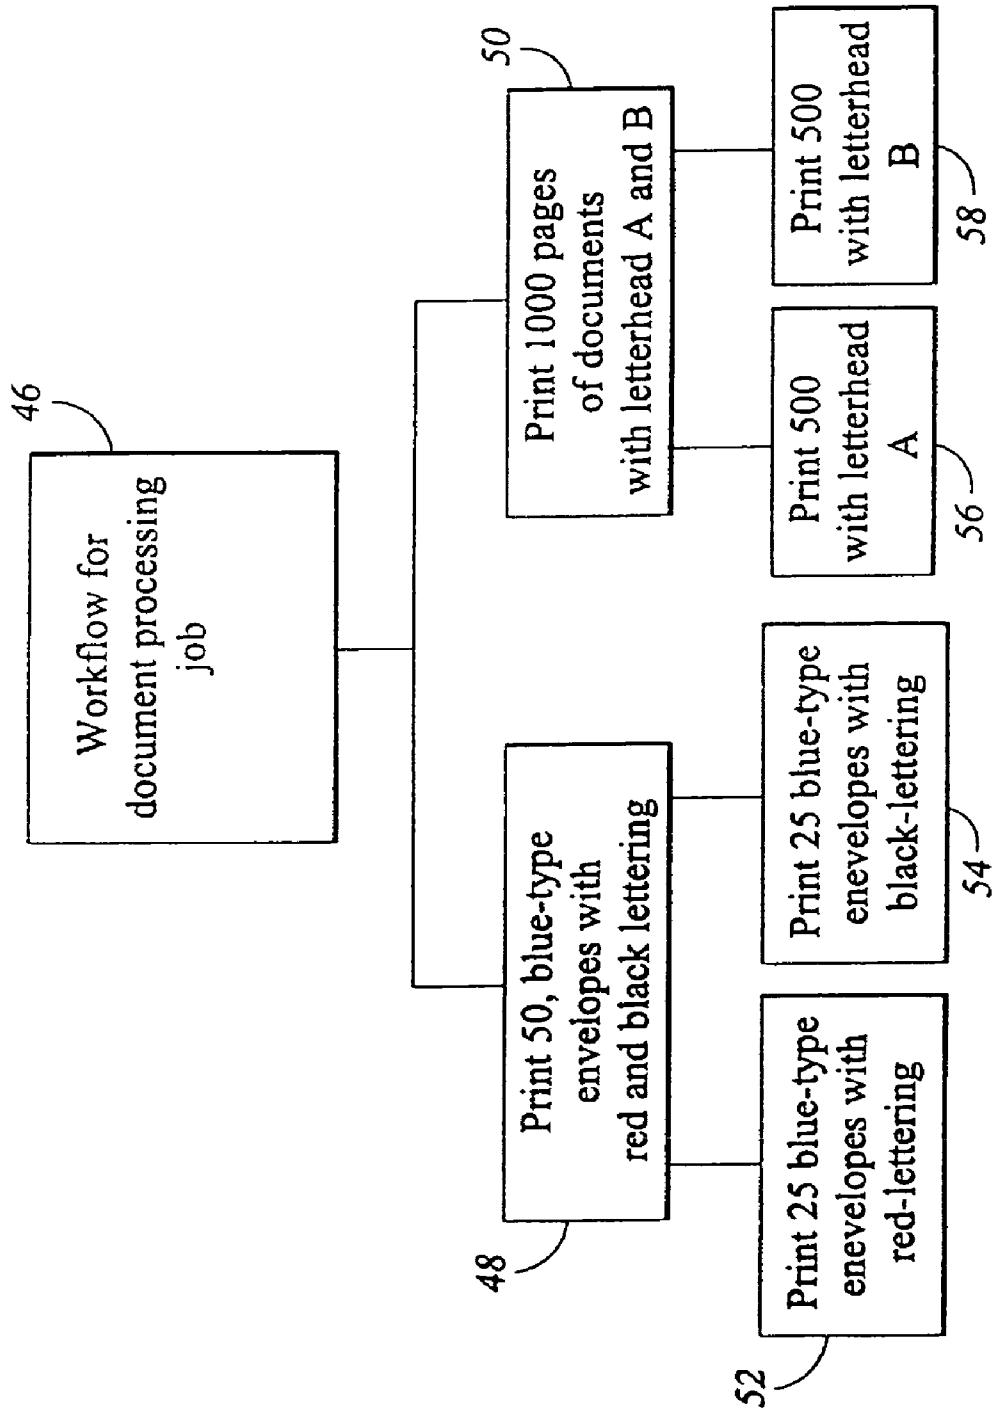 46
Workflow for
document processing
job
48
Print 50, blue-type
envelopes with
red and black lettering
50
Print 1000 pages
of documents
with letterhead A and B
52
Print 25 blue-type
enevelopes with
red-lettering
Print 25 blue-type
enevelopes with
black-lettering
54
Print 500
with letterhead
A
56
Print 500
with letterhead
B
58